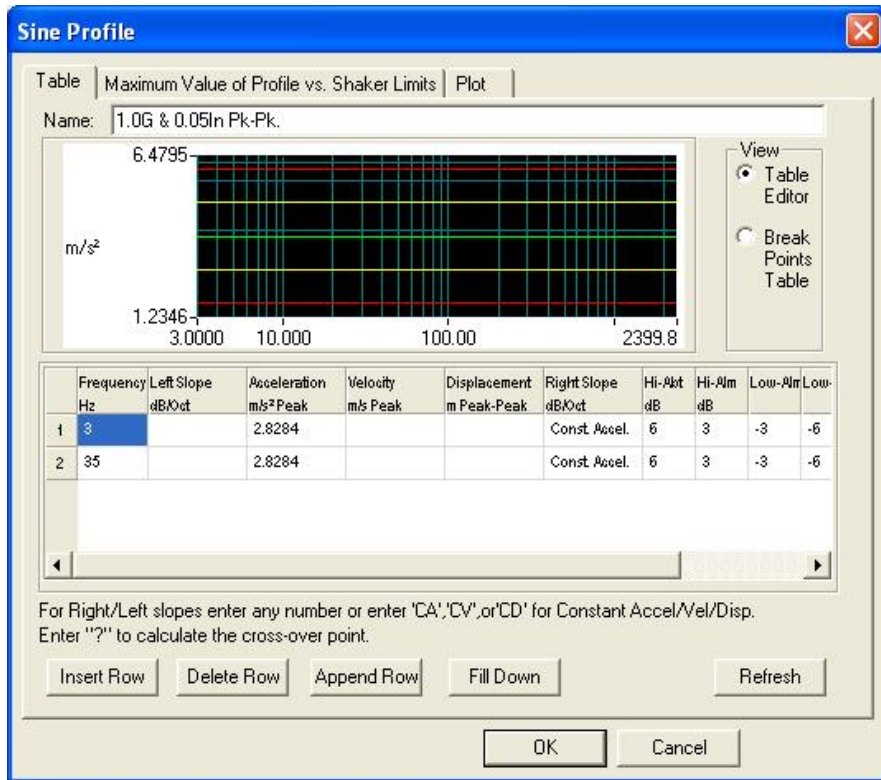 Sine Profile
Table Maximum Value of Profile vs. Shaker Limits Plot
Name: 1.0G & 0.05In Pk-Pk.
6.4795
m/s²
1.2346
3.0000 10.000 100.00 2399.8
View
Table Editor
Break Points Table
Frequency Left Slope Acceleration Velocity Displacement Right Slope Hi-Abt Hi-Alm Low-Alm Low-
Hz dB/Oct m/s² Peak m/s Peak m Peak-Peak dB/Oct dB dB
1 3 2.8284 Const. Accel. 6 3 -3 -6
2 35 2.8284 Const. Accel. 6 3 -3 -6
For Right/Left slopes enter any number or enter 'CA','CV',or'CD' for Constant Accel/Vel/Disp.
Enter "?" to calculate the cross-over point.
Insert Row Delete Row Append Row Fill Down Refresh
OK Cancel